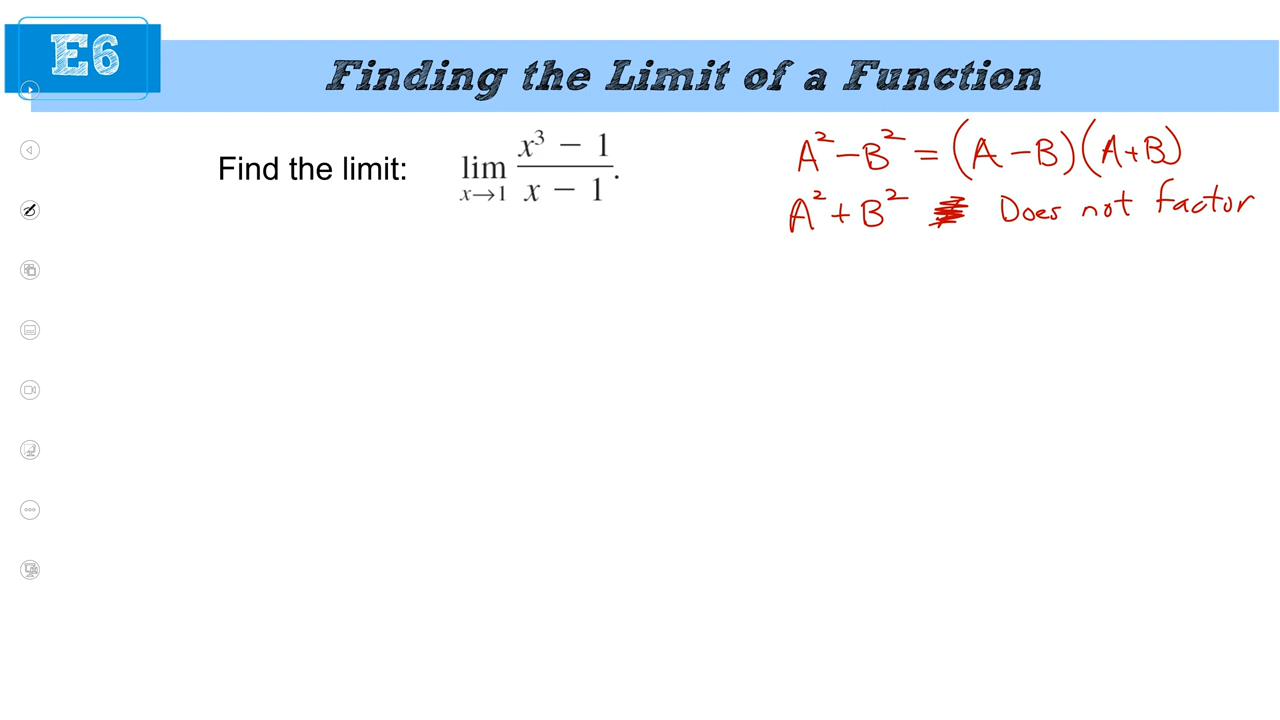 E6
Finding the Limit of a Function
Find the limit: lim x→1 x³ − 1 / x − 1.
A² − B² = (A − B)(A + B)
A² + B² Does not factor